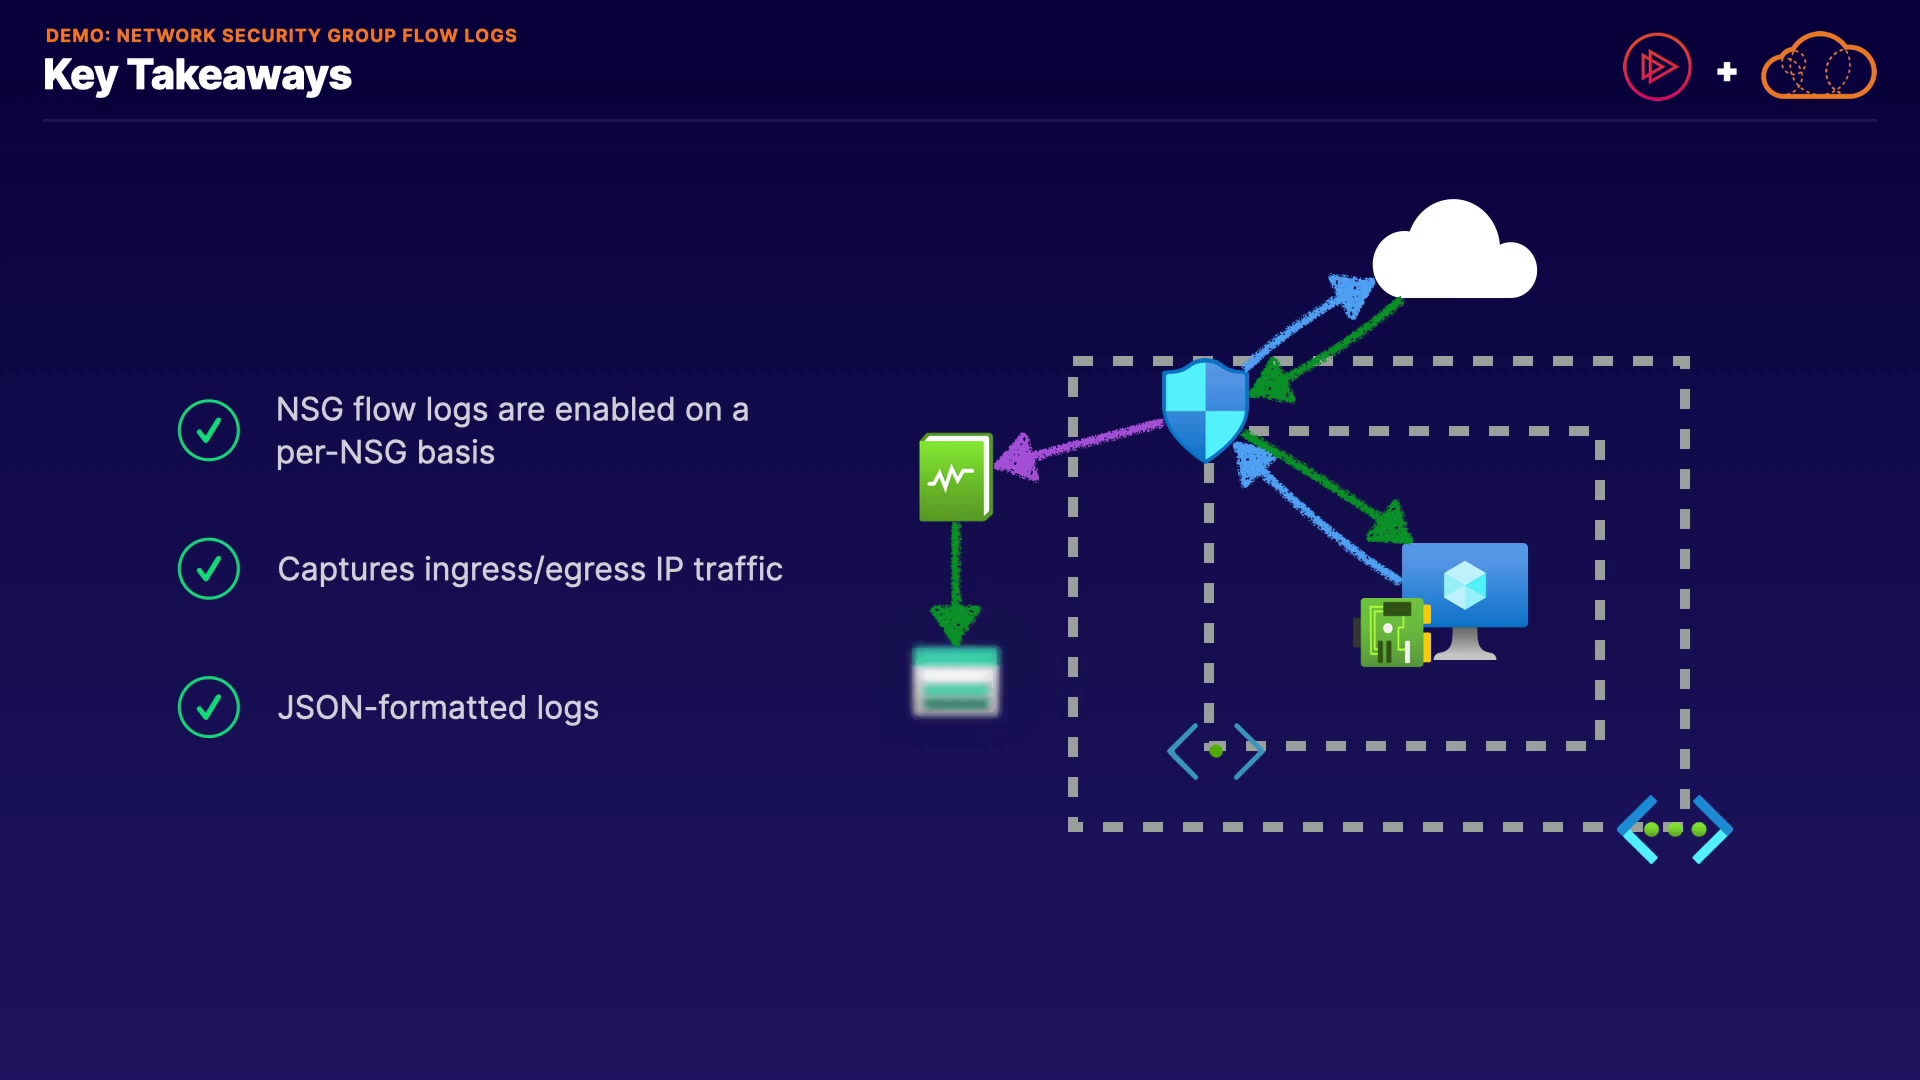 DEMO: NETWORK SECURITY GROUP FLOW LOGS
Key Takeaways
NSG flow logs are enabled on a
per-NSG basis
Captures ingress/egress IP traffic
JSON-formatted logs